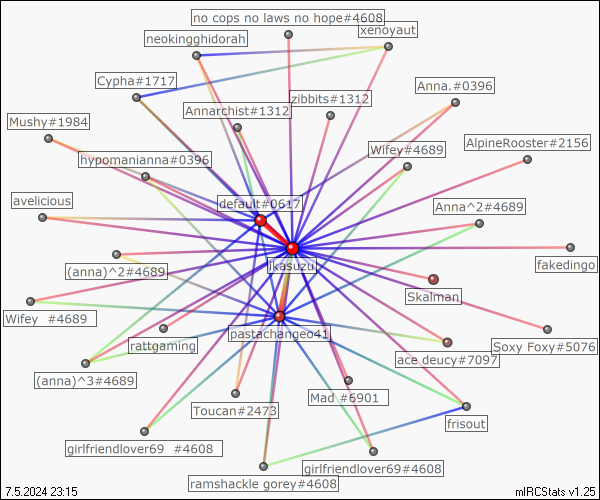 no cops no laws no hope#4608
xenoyaut
neokingghidorah
Cypha#1717
Anna.#0396
zibbits#1312
Annarchist#1312
Mushy#1984
AlpineRooster#2156
Wifey#4689
hypomanianna#0396
avelicious
default#0617
Anna^2#4689
(anna)^2#4689
ikasuzu
fakedingo
Skalman
Wifey #4689
pastachangeo41
rattgaming
Soxy Foxy#5076
ace deucy#7097
(anna)^3#4689
Toucan#2473
Mad #6901
frisout
girlfriendlover69 #4608
girlfriendlover69#4608
ramshackle gorey#4608
7.5.2024 23:15
mIRCStats v1.25